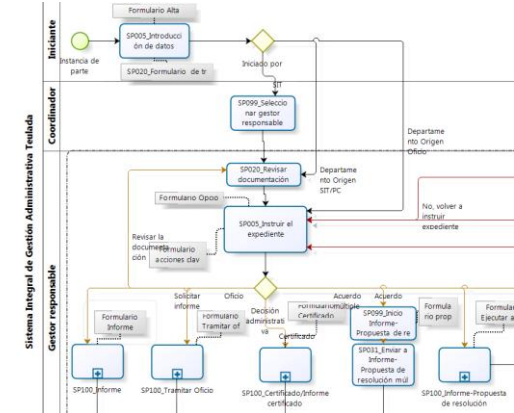 Sistema Integral de Gestión Administrativa Teulada
Iniciante
Coordinador
Gestor responsable
Formulario Alta
Instancia de
parte
SP005_Introducci
ón de datos
SP020_Formulario de tr
Iniciado por
SIT
SP099_Seleccio
nar gestor
responsable
Departame
nto Origen
Oficio
SP020_Revisar
documentación
Departame
nto Origen
SIT/PC
Formulario Opcio
SP005_Instruir el
expediente
No, volver a
instruir
expediente
Revisar la
documenta
ción
Formulario
acciones clav
Solicitar
informe
Oficio
Decisión
administrati
va
Acuerdo
múltiple
Acuerdo
Formulario
Informe
Formulario
Tramitar of
Formulario
Certificado
Certificado
SP099_Inicio
Informe-
Propuesta de re
Formula
rio prop
Formular
Ejecutar a
SP031_Enviar a
Informe-
Propuesta de
resolución múl
SP100_Informe
SP100_Tramitar Oficio
SP100_Certificado/Informe
certificado
SP100_Informe-Propuesta
de resolución